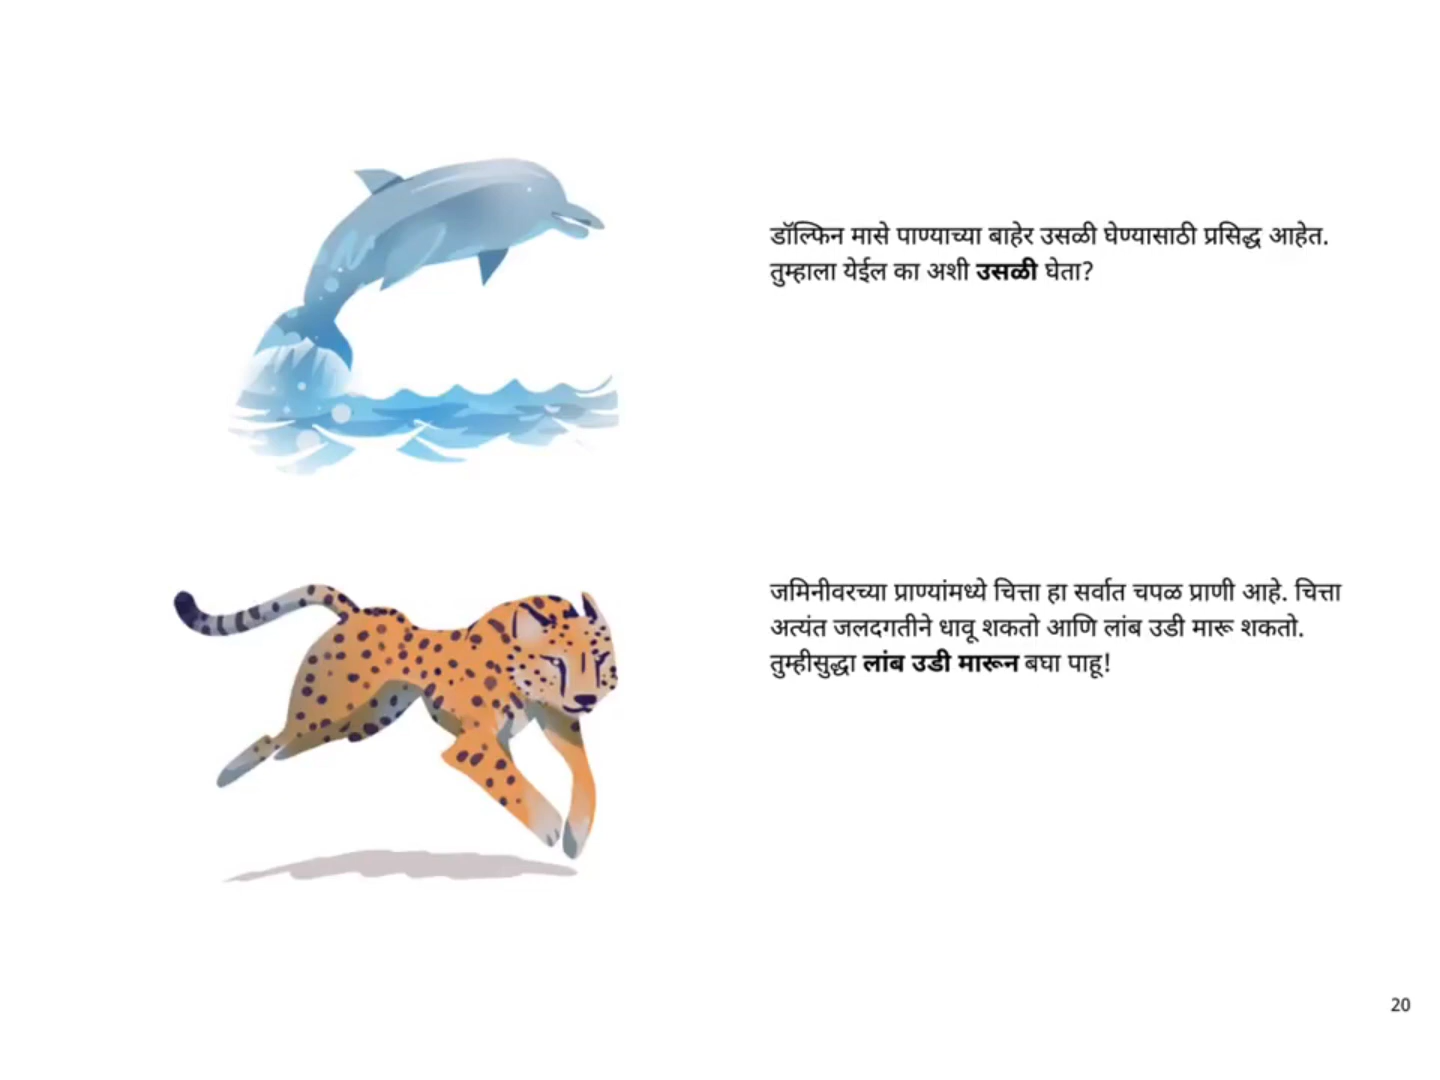 डॉल्फिन मासे पाण्याच्या बाहेर उसळी घेण्यासाठी प्रसिद्ध आहेत.
तुम्हाला येईल का अशी उसळी घेता?
जमिनीवरच्या प्राण्यांमध्ये चित्ता हा सर्वात चपळ प्राणी आहे. चित्ता
अत्यंत जलदगतीने धावू शकतो आणि लांब उडी मारू शकतो.
तुम्हीसुद्धा लांब उडी मारून बघा पाहू!
20